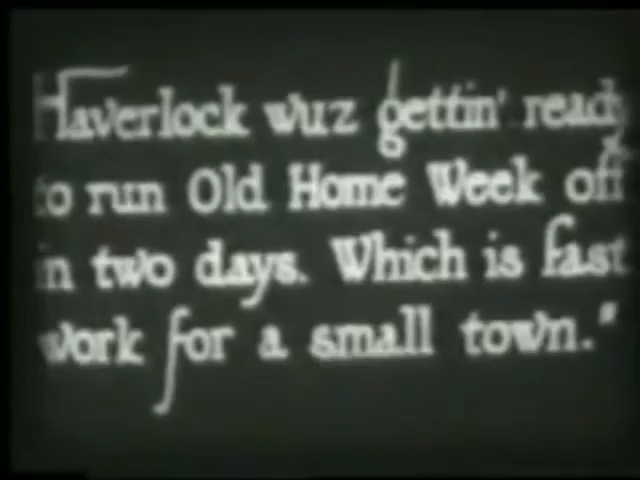 Haverlock wuz gettin' ready
to run Old Home Week off
in two days. Which is fast
work for a small town."